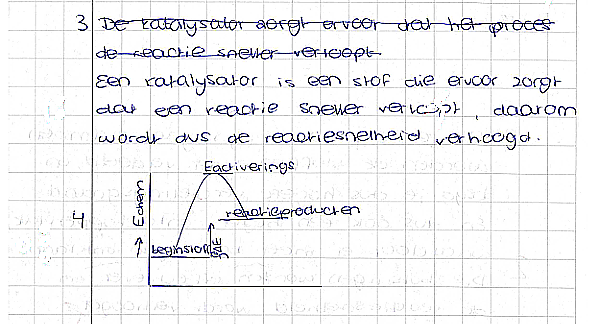 3 De katalysator zorgt ervoor dat het proces
de reactie sneller verloopt
Een katalysator is een stof die ervoor zorgt
dat een reactie sneller verloopt, daarom
wordt dus de reactiesnelheid verhoogd.
Eactiverings
Echem
reactieproducten
4
beginstof